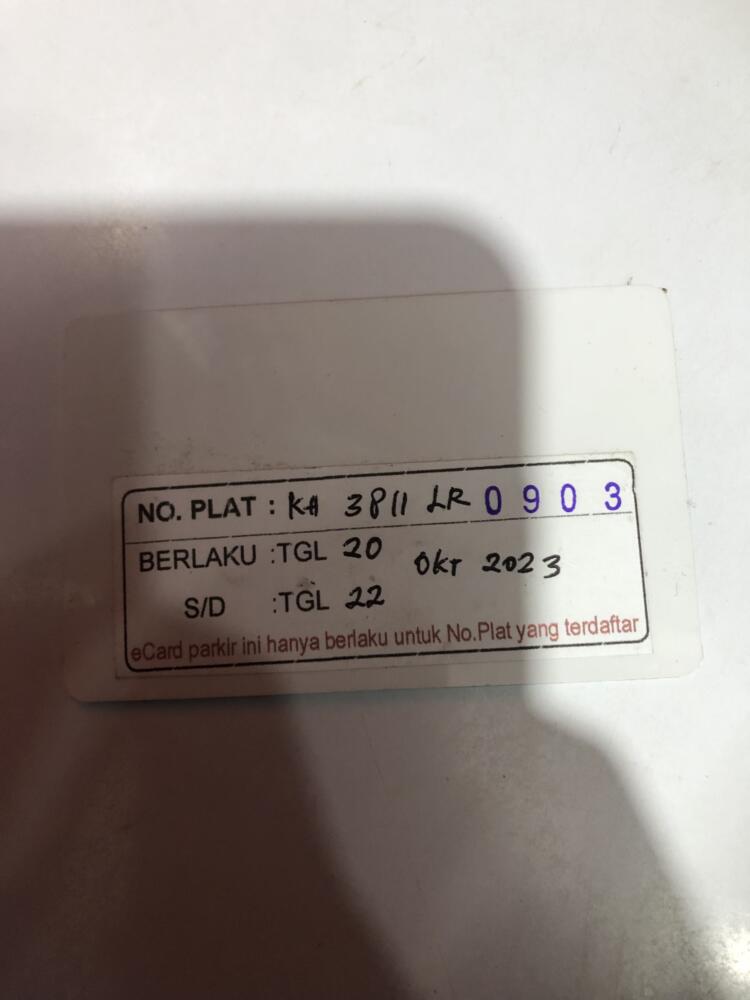 NO. PLAT : KH 3811 LR 0903
BERLAKU :TGL 20 Okt 2023
S/D :TGL 22
eCard parkir ini hanya berlaku untuk No.Plat yang terdaftar